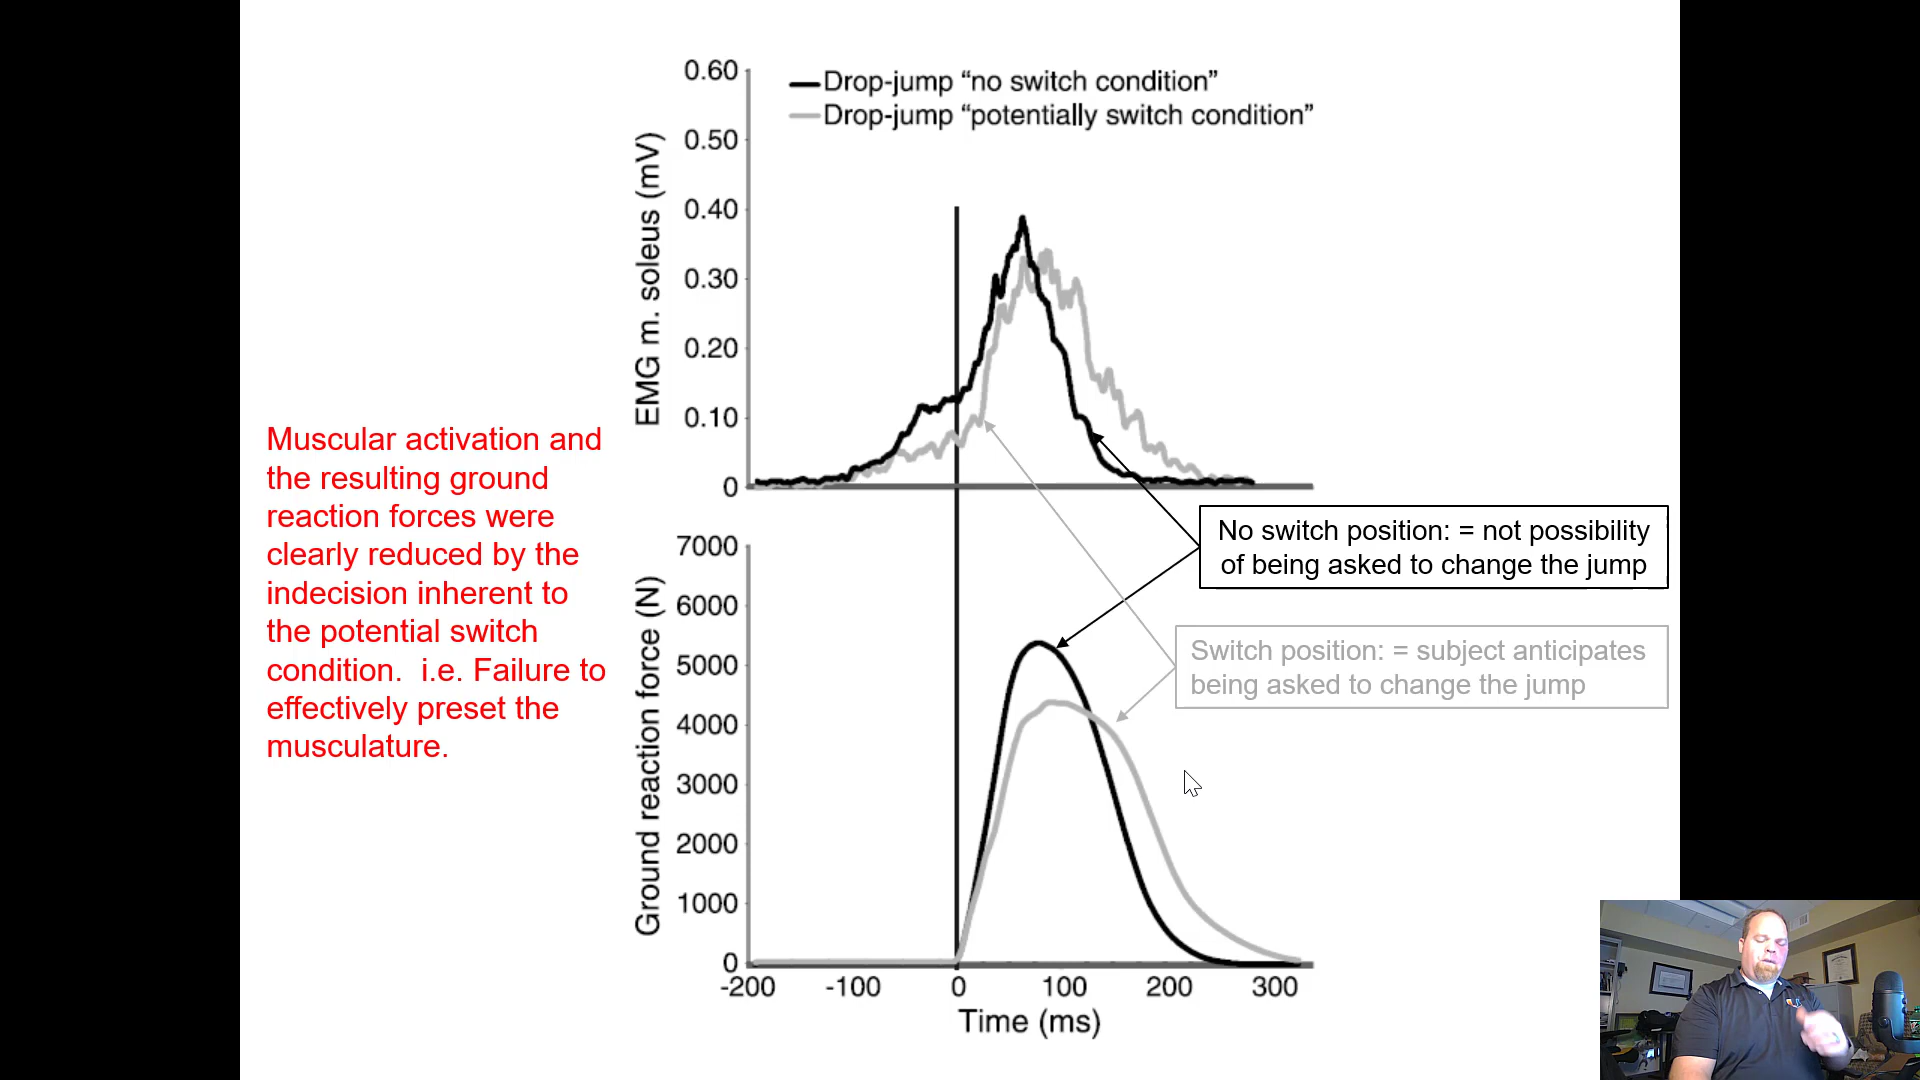 0.60
Drop-jump “no switch condition”
Drop-jump “potentially switch condition”
0.50
0.40
0.30
0.20
0.10
0
EMG m. soleus (mV)
Muscular activation and
the resulting ground
reaction forces were
clearly reduced by the
indecision inherent to
the potential switch
condition.  i.e. Failure to
effectively preset the
musculature.
No switch position: = not possibility
of being asked to change the jump
Switch position: = subject anticipates
being asked to change the jump
7000
6000
5000
4000
3000
2000
1000
0
Ground reaction force (N)
-200 -100 0 100 200 300
Time (ms)